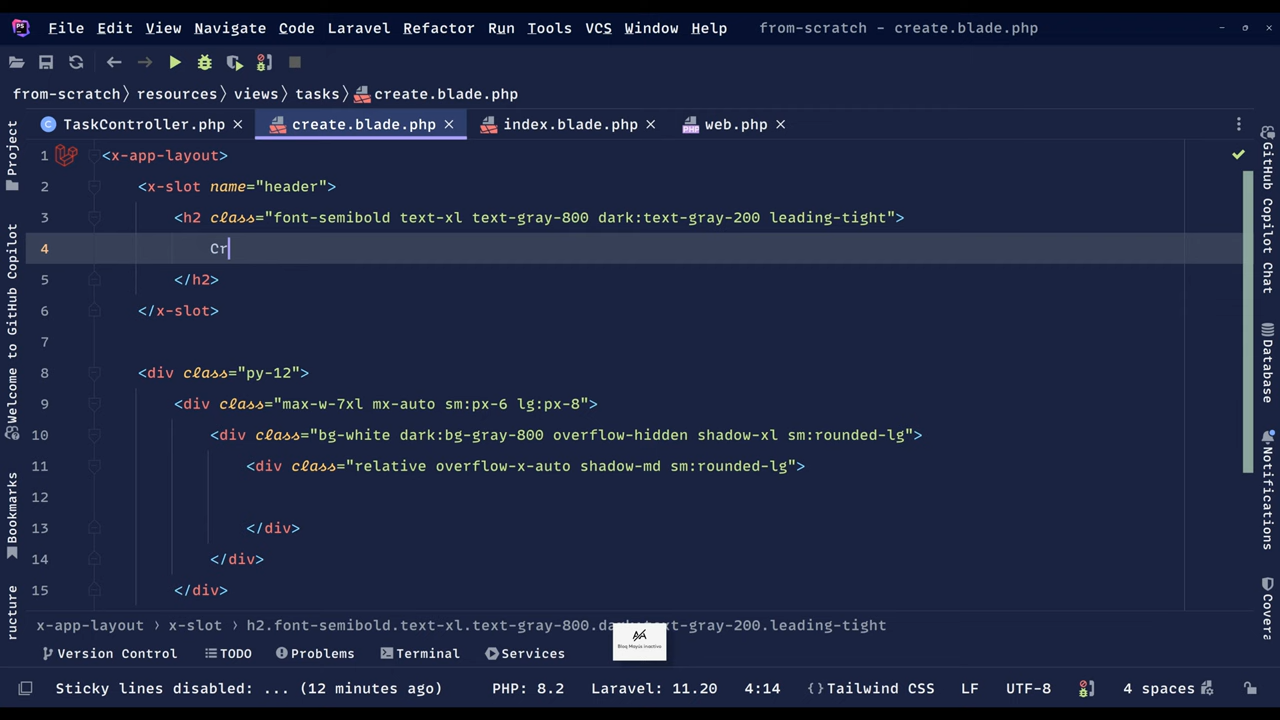 File Edit View Navigate Code Laravel Refactor Run Tools VCS Window Help from-scratch - create.blade.php
from-scratch〉resources〉views〉tasks〉create.blade.php
TaskController.php create.blade.php index.blade.php web.php
1 <x-app-layout>
2 <x-slot name="header">
3 <h2 class="font-semibold text-xl text-gray-800 dark:text-gray-200 leading-tight">
4 Cr
5 </h2>
6 </x-slot>
7
8 <div class="py-12">
9 <div class="max-w-7xl mx-auto sm:px-6 lg:px-8">
10 <div class="bg-white dark:bg-gray-800 overflow-hidden shadow-xl sm:rounded-lg">
11 <div class="relative overflow-x-auto shadow-md sm:rounded-lg">
12
13 </div>
14 </div>
15 </div>
Project
Welcome to GitHub Copilot
Bookmarks
ructure
GitHub Copilot Chat
Database
Notifications
Covera
x-app-layout › x-slot › h2.font-semibold.text-xl.text-gray-800.da text-gray-200.leading-tight
Bloq Mayús inactivo
Version Control TODO Problems Terminal Services
Sticky lines disabled: ... (12 minutes ago) PHP: 8.2 Laravel: 11.20 4:14 {} Tailwind CSS LF UTF-8 4 spaces